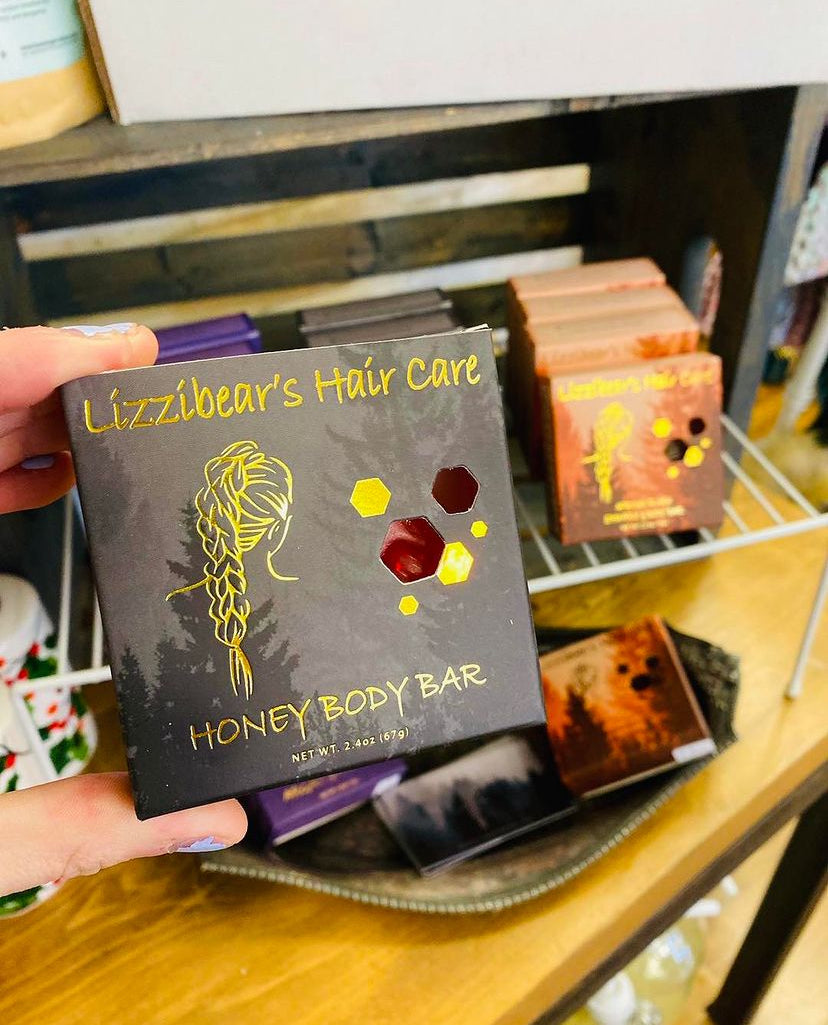 Lizzibear's Hair Care
HONEY BODY BAR
NET WT. 2.4oz (67g)
Lizzibear's Hair Care